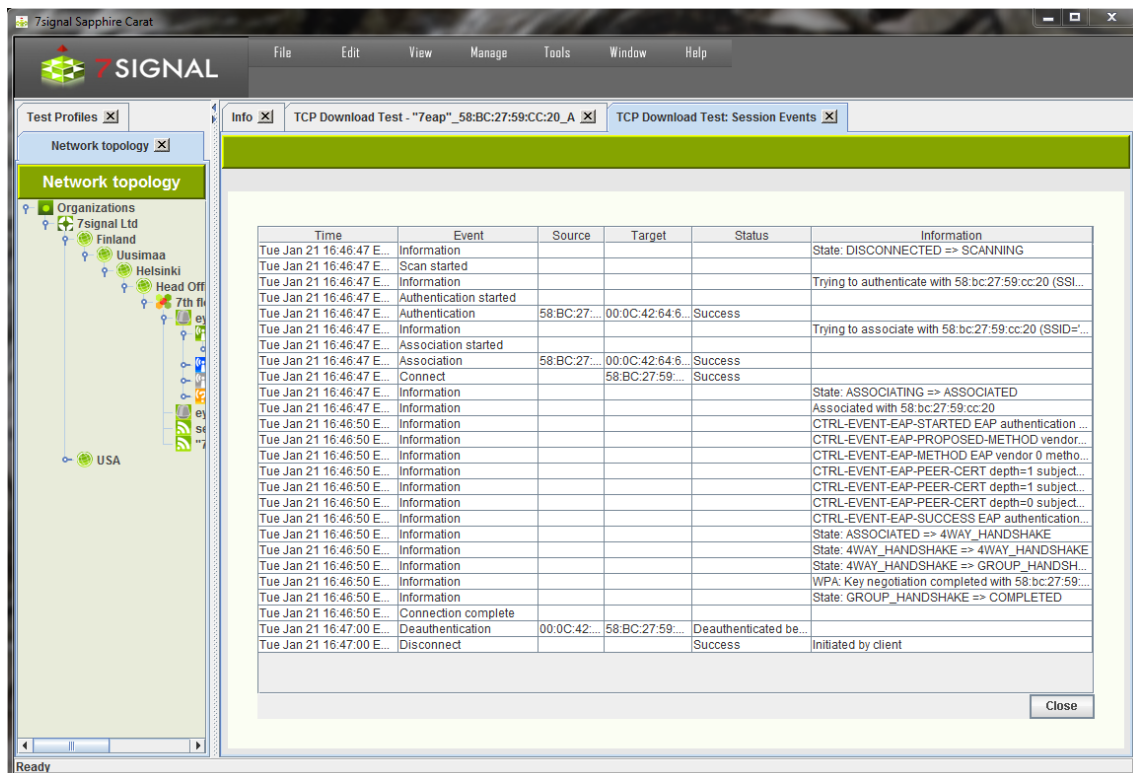 7signal Sapphire Carat
7SIGNAL
File Edit View Manage Tools Window Help
Test Profiles
Info
TCP Download Test - "7eap"_58:BC:27:59:CC:20_A
TCP Download Test: Session Events
Network topology
Network topology
Organizations
7signal Ltd
Finland
Uusimaa
Helsinki
Head Off
7th fl
ey
ey
se
"7
USA
Time Event Source Target Status Information
Tue Jan 21 16:46:47 E... Information State: DISCONNECTED => SCANNING
Tue Jan 21 16:46:47 E... Scan started
Tue Jan 21 16:46:47 E... Information Trying to authenticate with 58:bc:27:59:cc:20 (SSI...
Tue Jan 21 16:46:47 E... Authentication started
Tue Jan 21 16:46:47 E... Authentication 58:BC:27:... 00:0C:42:64:6... Success
Tue Jan 21 16:46:47 E... Information Trying to associate with 58:bc:27:59:cc:20 (SSID='...
Tue Jan 21 16:46:47 E... Association started
Tue Jan 21 16:46:47 E... Association 58:BC:27:... 00:0C:42:64:6... Success
Tue Jan 21 16:46:47 E... Connect 58:BC:27:59:... Success
Tue Jan 21 16:46:47 E... Information State: ASSOCIATING => ASSOCIATED
Tue Jan 21 16:46:47 E... Information Associated with 58:bc:27:59:cc:20
Tue Jan 21 16:46:47 E... Information CTRL-EVENT-EAP-STARTED EAP authentication ...
Tue Jan 21 16:46:47 E... Information CTRL-EVENT-EAP-PROPOSED-METHOD vendor...
Tue Jan 21 16:46:47 E... Information CTRL-EVENT-EAP-METHOD EAP vendor 0 metho...
Tue Jan 21 16:46:50 E... Information CTRL-EVENT-EAP-PEER-CERT depth=1 subject...
Tue Jan 21 16:46:50 E... Information CTRL-EVENT-EAP-PEER-CERT depth=1 subject...
Tue Jan 21 16:46:50 E... Information CTRL-EVENT-EAP-PEER-CERT depth=0 subject...
Tue Jan 21 16:46:50 E... Information CTRL-EVENT-EAP-SUCCESS EAP authentication...
Tue Jan 21 16:46:50 E... Information State: ASSOCIATED => 4WAY_HANDSHAKE
Tue Jan 21 16:46:50 E... Information State: 4WAY_HANDSHAKE => 4WAY_HANDSHAKE
Tue Jan 21 16:46:50 E... Information State: 4WAY_HANDSHAKE => GROUP_HANDSH...
Tue Jan 21 16:46:50 E... Information WPA: Key negotiation completed with 58:bc:27:59:...
Tue Jan 21 16:46:50 E... Information State: GROUP_HANDSHAKE => COMPLETED
Tue Jan 21 16:46:50 E... Connection complete
Tue Jan 21 16:47:00 E... Deauthentication 00:0C:42:... 58:BC:27:59:... Deauthenticated be...
Tue Jan 21 16:47:00 E... Disconnect Success Initiated by client
Close
Ready